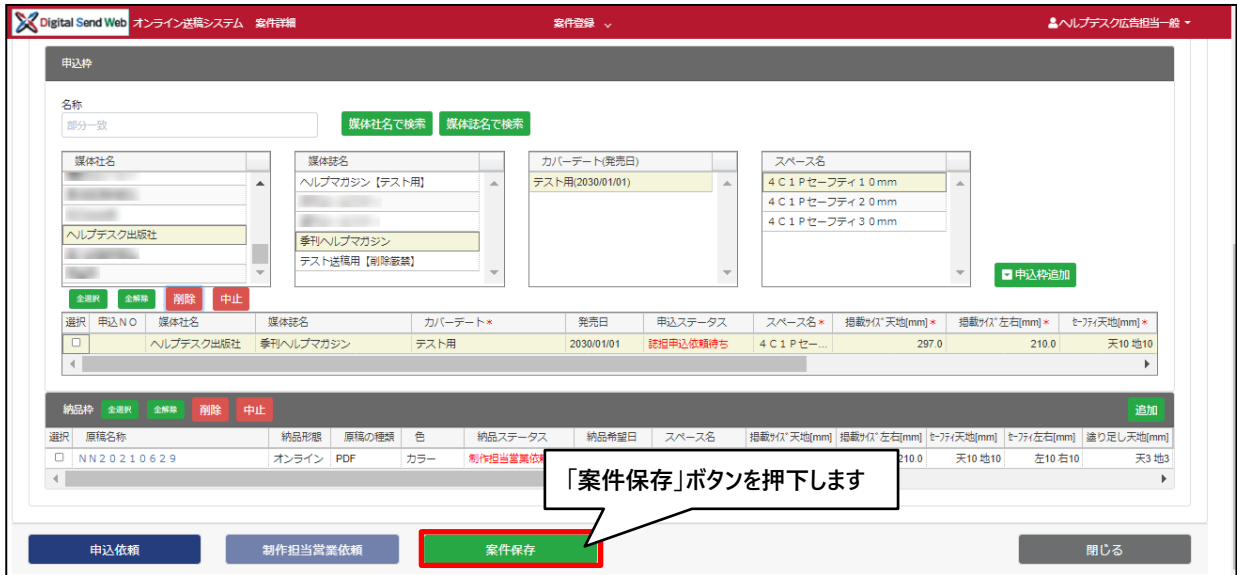 Digital Send Web オンライン送稿システム 案件詳細 案件登録 ヘルプデスク広告担当一般
申込枠
名称
部分一致 媒体社名で検索 媒体誌名で検索
媒体社名 媒体誌名 カバーデート(発売日) スペース名
ヘルプマガジン【テスト用】 テスト用(2030/01/01) 4C1Pセーフティ10mm
4C1Pセーフティ20mm
4C1Pセーフティ30mm
ヘルプデスク出版社 季刊ヘルプマガジン
テスト送稿用【削除厳禁】
申込枠追加
全選択 全解除 削除 中止
選択 申込NO 媒体社名 媒体誌名 カバーデート* 発売日 申込ステータス スペース名* 掲載ｻｲｽﾞ天地[mm]* 掲載ｻｲｽﾞ左右[mm]* ｾｰﾌﾃｨ天地[mm]*
ヘルプデスク出版社 季刊ヘルプマガジン テスト用 2030/01/01 誌担申込依頼待ち 4C1Pセー... 297.0 210.0 天10 地10
納品枠 全選択 全解除 削除 中止 追加
選択 原稿名称 納品形態 原稿の種類 色 納品ステータス 納品希望日 スペース名 掲載ｻｲｽﾞ天地[mm] 掲載ｻｲｽﾞ左右[mm] ｾｰﾌﾃｨ天地[mm] ｾｰﾌﾃｨ左右[mm] 塗り足し天地[mm]
NN20210629 オンライン PDF カラー 制作担当営業依頼 210.0 天10 地10 左10 右10 天3 地3
「案件保存」ボタンを押下します
申込依頼 制作担当営業依頼 案件保存 閉じる